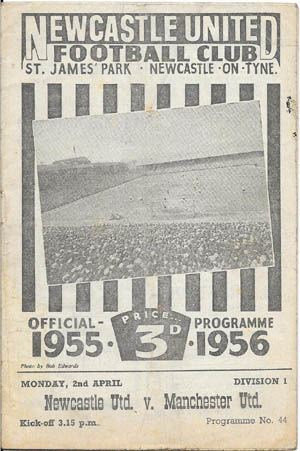 NEWCASTLE UNITED
FOOTBALL CLUB
ST. JAMES' PARK · NEWCASTLE-ON-TYNE.
OFFICIAL- PRICE... PROGRAMME
1955 · 3D · 1956
Photo by Bob Edwards
MONDAY, 2nd APRIL DIVISION 1
Newcastle Utd. v. Manchester Utd.
Kick-off 3.15 p.m. Programme No. 44